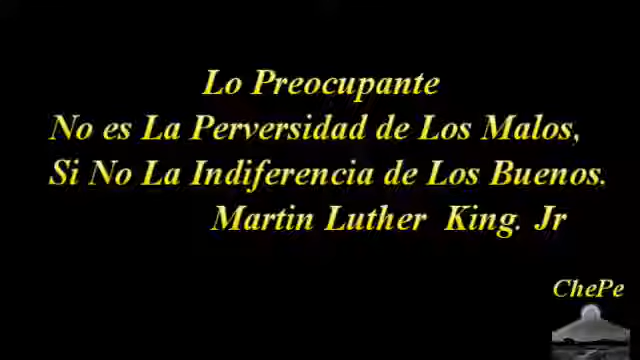 Lo Preocupante
No es La Perversidad de Los Malos,
Si No La Indiferencia de Los Buenos.
Martin Luther King. Jr
ChePe